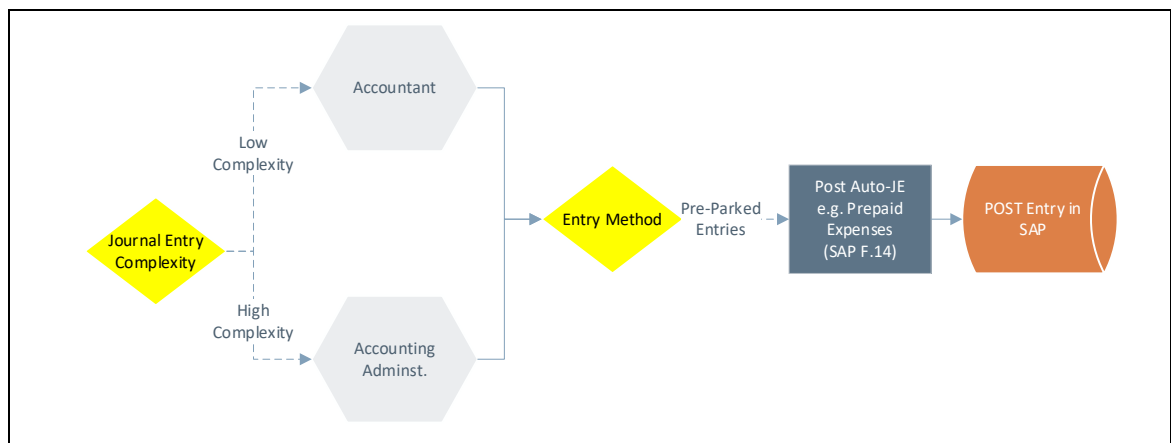 Accountant
Low
Complexity
Journal Entry
Complexity
High
Complexity
Accounting
Adminst.
Entry Method
Pre-Parked
Entries
Post Auto-JE
e.g. Prepaid
Expenses
(SAP F.14)
POST Entry in
SAP